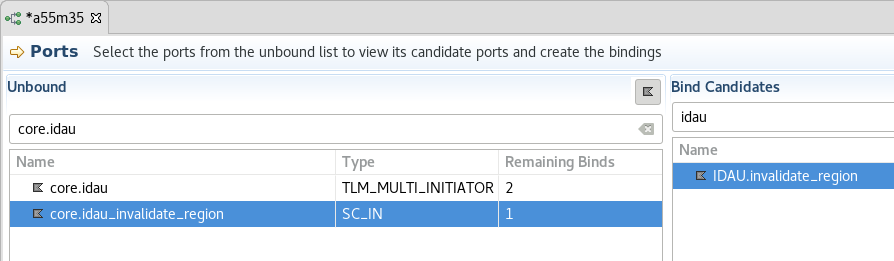 *a55m35
Ports Select the ports from the unbound list to view its candidate ports and create the bindings
Unbound
core.idau
Name Type Remaining Binds
core.idau TLM_MULTI_INITIATOR 2
core.idau_invalidate_region SC_IN 1
Bind Candidates
idau
Name
IDAU.invalidate_region